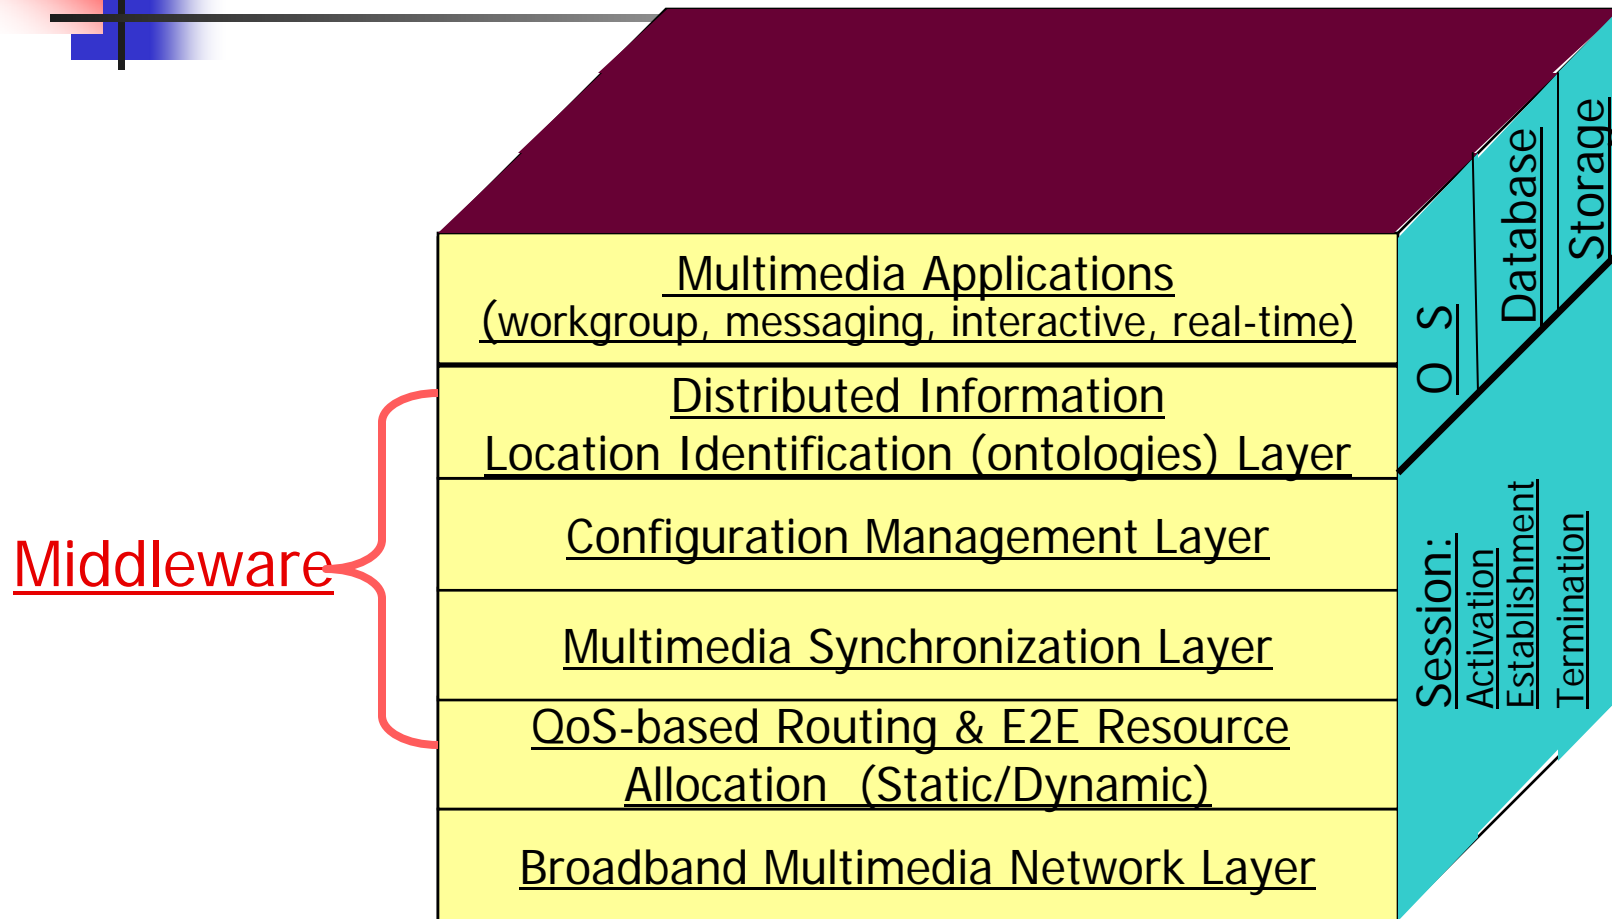 Multimedia Applications
(workgroup, messaging, interactive, real-time)
Distributed Information
Location Identification (ontologies) Layer
Configuration Management Layer
Multimedia Synchronization Layer
QoS-based Routing & E2E Resource
Allocation (Static/Dynamic)
Broadband Multimedia Network Layer
Middleware
O S
Database
Storage
Session:
Activation
Establishment
Termination